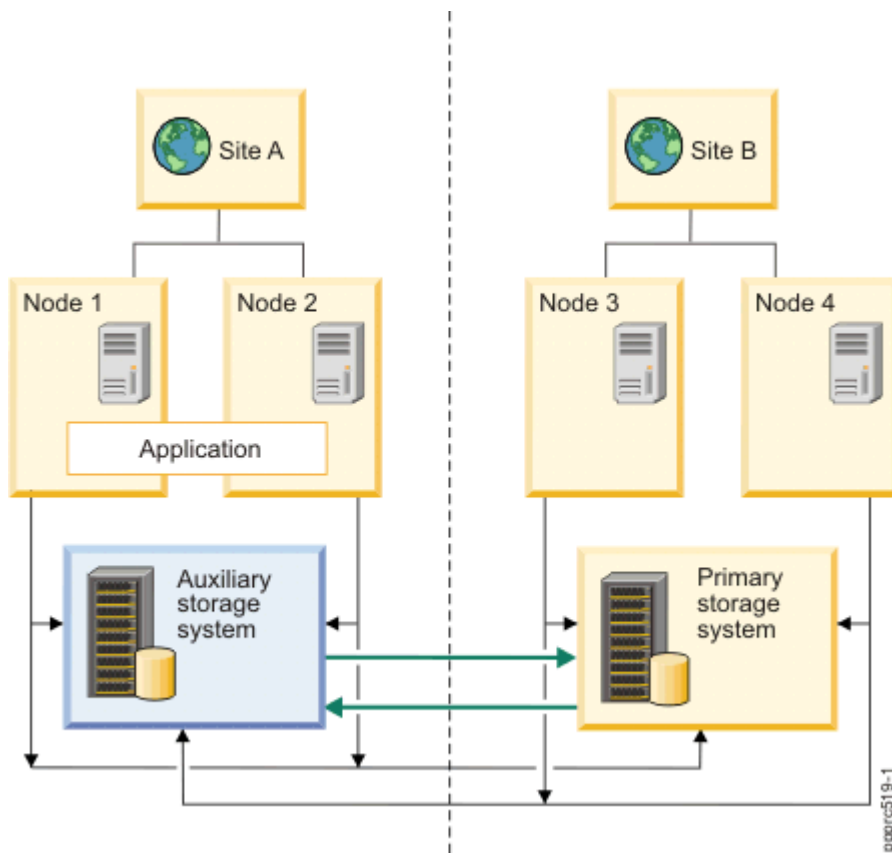 Site A
Site B
Node 1
Node 2
Node 3
Node 4
Application
Auxiliary
storage
system
Primary
storage
system